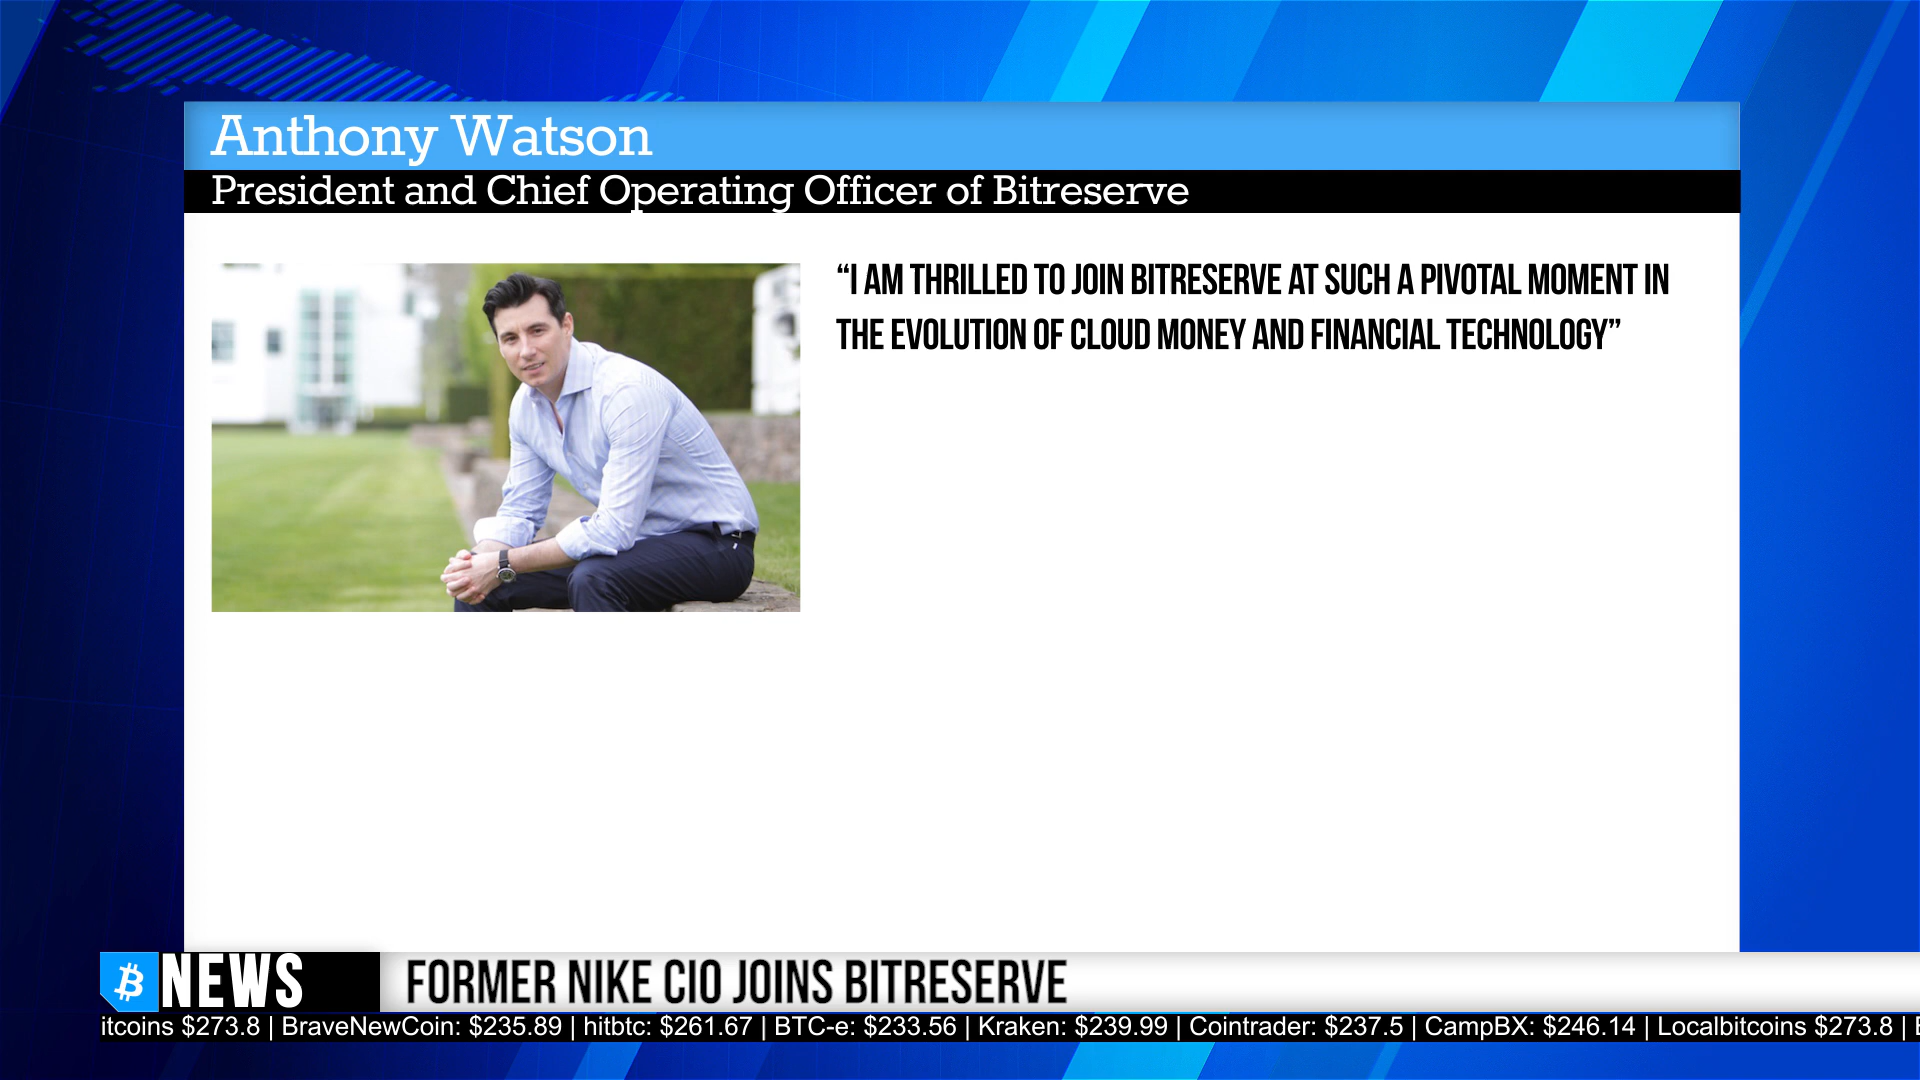 Anthony Watson
President and Chief Operating Officer of Bitreserve
“I AM THRILLED TO JOIN BITRESERVE AT SUCH A PIVOTAL MOMENT IN
THE EVOLUTION OF CLOUD MONEY AND FINANCIAL TECHNOLOGY”
NEWS
FORMER NIKE CIO JOINS BITRESERVE
itcoins $273.8 | BraveNewCoin: $235.89 | hitbtc: $261.67 | BTC-e: $233.56 | Kraken: $239.99 | Cointrader: $237.5 | CampBX: $246.14 | Localbitcoins $273.8 |